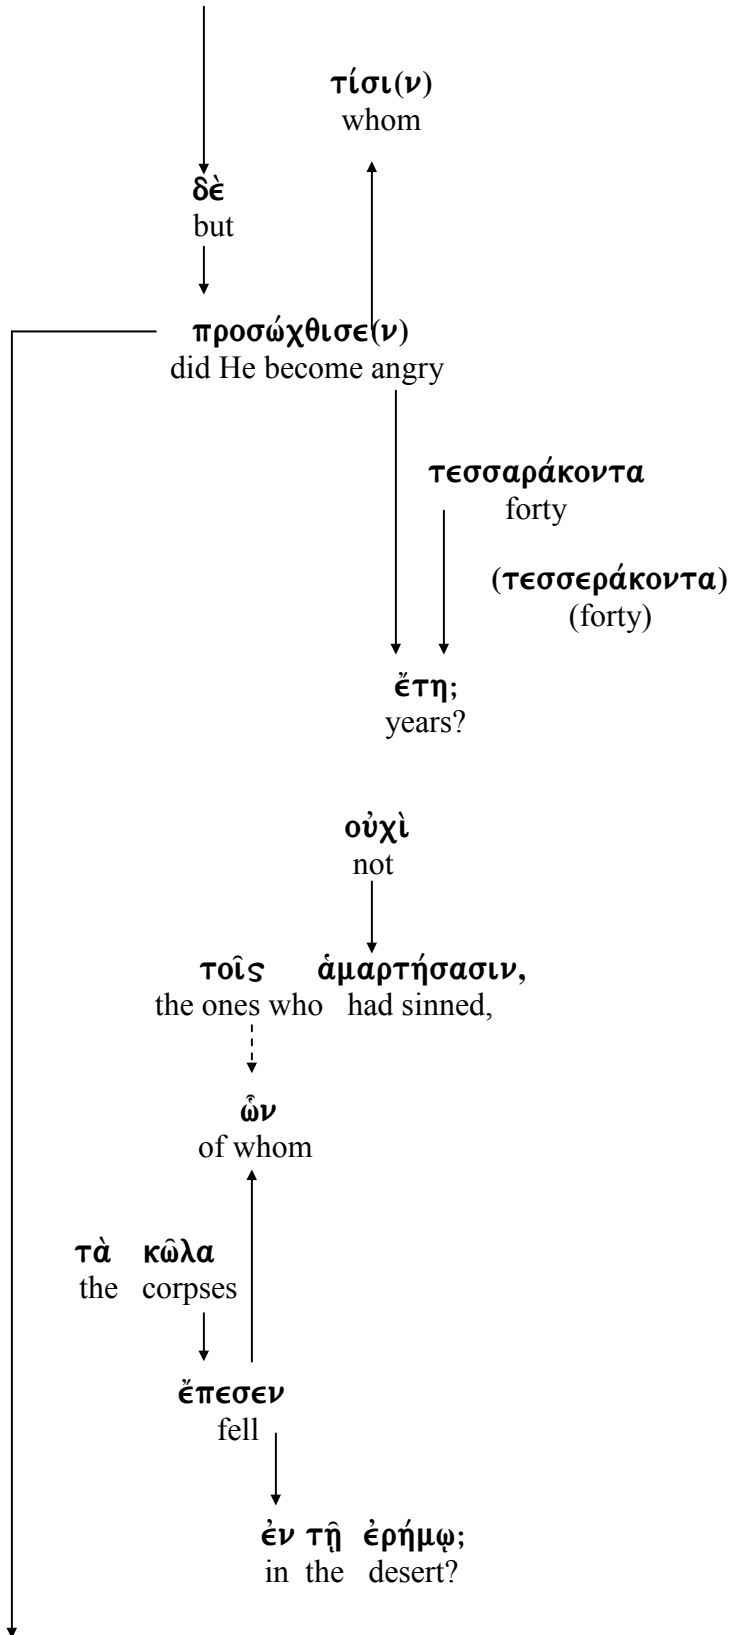 τίσι(ν)
whom
δὲ
but
προσώχθισε(ν)
did He become angry
τεσσαράκοντα
forty
(τεσσεράκοντα)
(forty)
ἔτη;
years?
οὐχὶ
not
τοῖς ἁμαρτήσασιν,
the ones who had sinned,
ὧν
of whom
τὰ κῶλα
the corpses
ἔπεσεν
fell
ἐν τῇ ἐρήμῳ;
in the desert?